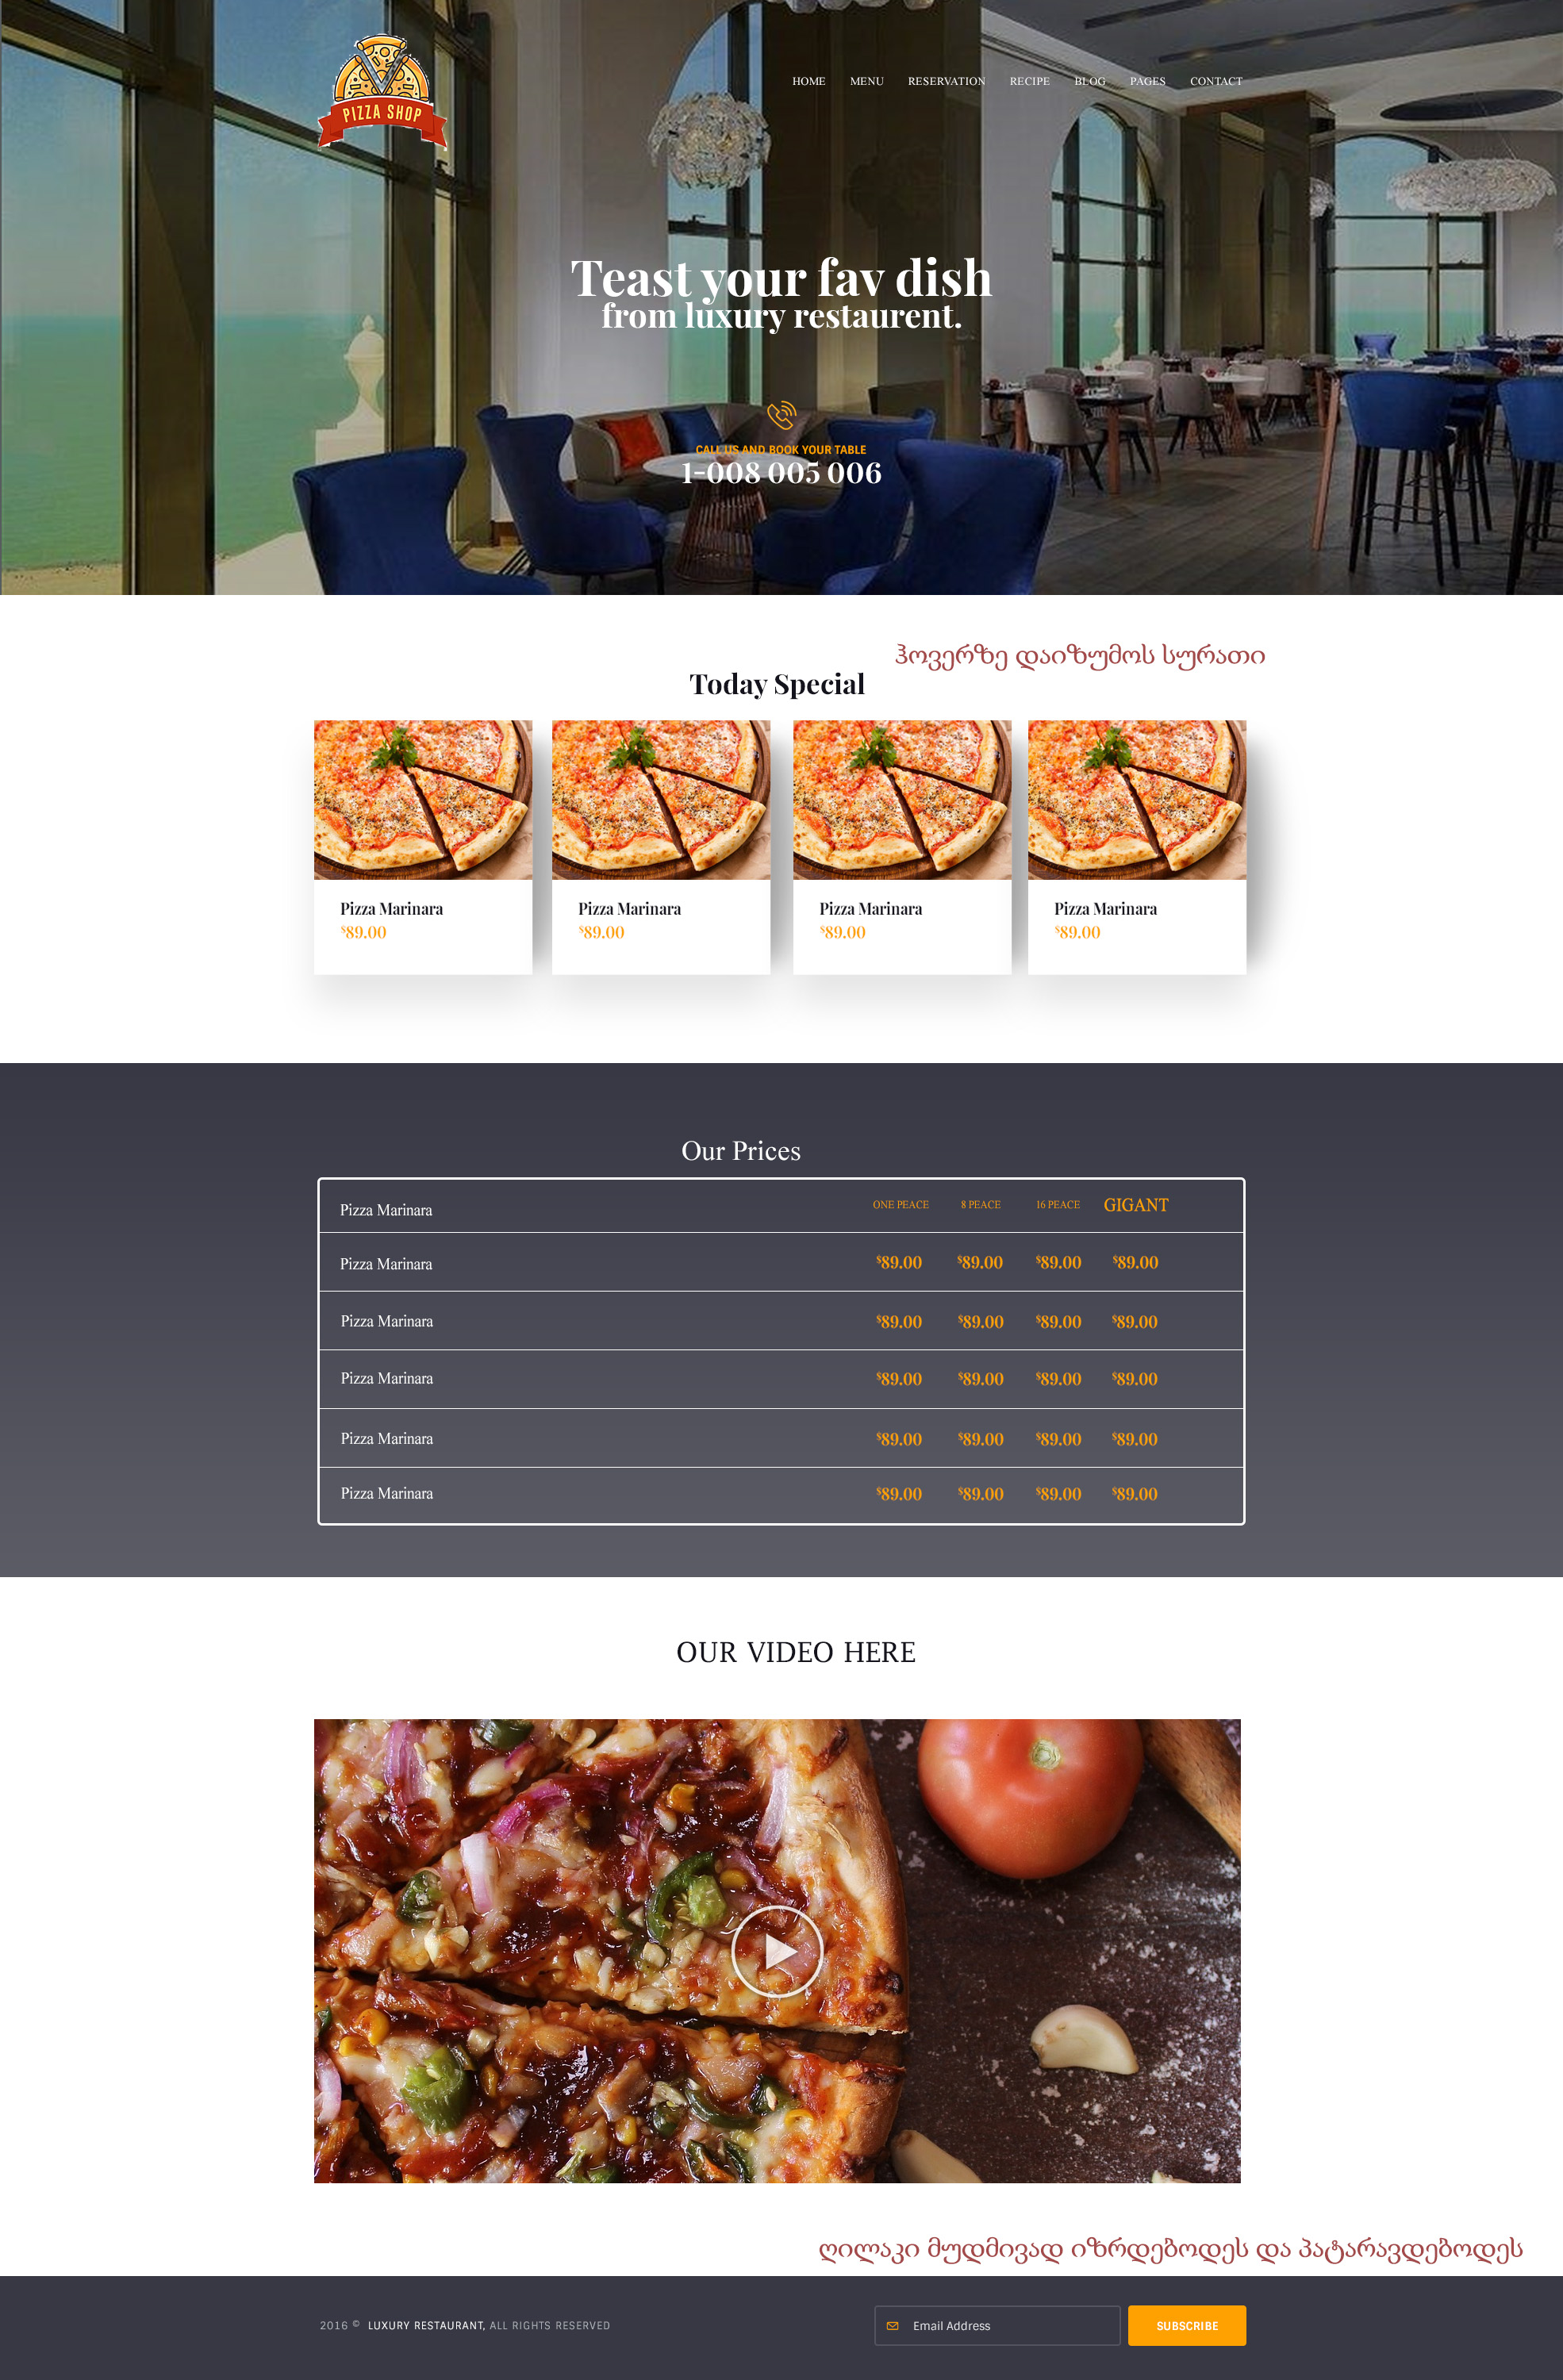 PIZZA SHOP
HOME MENU RESERVATION RECIPE BLOG PAGES CONTACT
Teast your fav dish
from luxury restaurent.
CALL US AND BOOK YOUR TABLE
1-008 005 006
ჰოვერზე დაიზუმოს სურათი
Today Special
Pizza Marinara
$89.00
Pizza Marinara
$89.00
Pizza Marinara
$89.00
Pizza Marinara
$89.00
Our Prices
Pizza Marinara ONE PEACE 8 PEACE 16 PEACE GIGANT
Pizza Marinara $89.00 $89.00 $89.00 $89.00
Pizza Marinara $89.00 $89.00 $89.00 $89.00
Pizza Marinara $89.00 $89.00 $89.00 $89.00
Pizza Marinara $89.00 $89.00 $89.00 $89.00
Pizza Marinara $89.00 $89.00 $89.00 $89.00
OUR VIDEO HERE
ღილაკი მუდმივად იზრდებოდეს და პატარავდებოდეს
2016 © LUXURY RESTAURANT, ALL RIGHTS RESERVED
Email Address
SUBSCRIBE